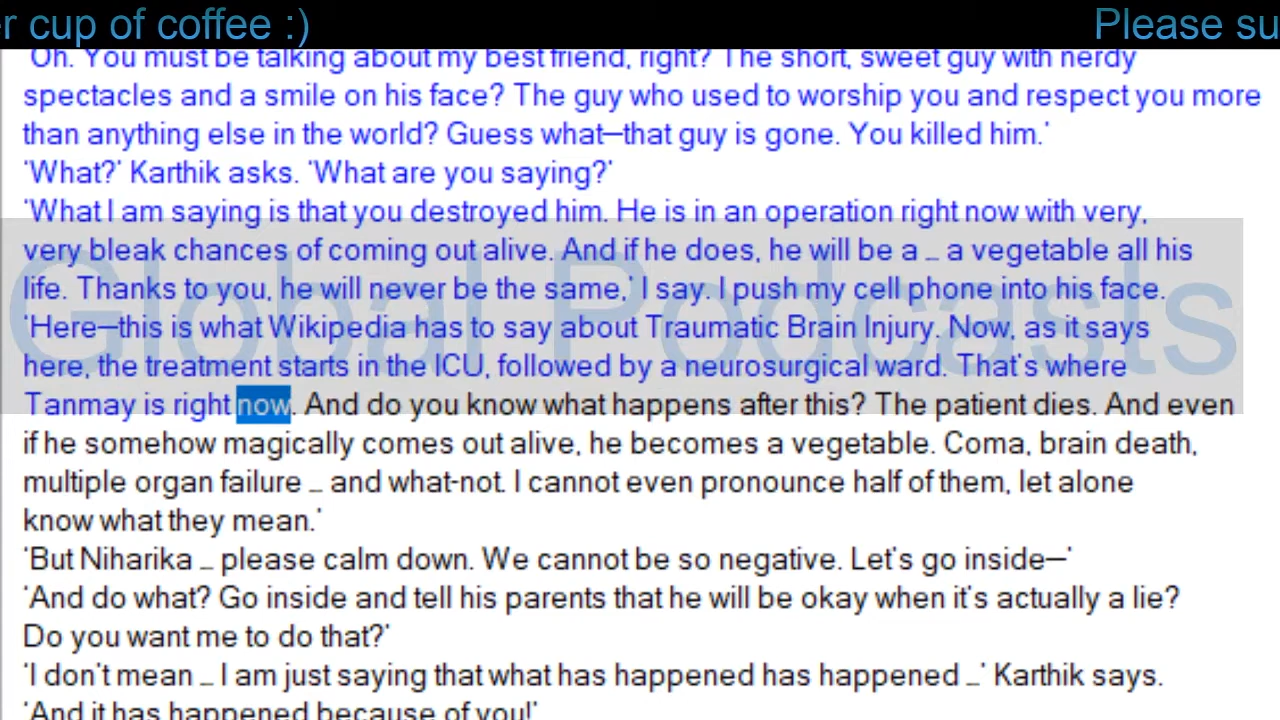 er cup of coffee :) Please su
'Oh. You must be talking about my best friend, right? The short, sweet guy with nerdy
spectacles and a smile on his face? The guy who used to worship you and respect you more
than anything else in the world? Guess what—that guy is gone. You killed him.'
'What?' Karthik asks. 'What are you saying?'
'What I am saying is that you destroyed him. He is in an operation right now with very,
very bleak chances of coming out alive. And if he does, he will be a ... a vegetable all his
life. Thanks to you, he will never be the same,' I say. I push my cell phone into his face.
Global Podcasts
'Here—this is what Wikipedia has to say about Traumatic Brain Injury. Now, as it says
here, the treatment starts in the ICU, followed by a neurosurgical ward. That's where
Tanmay is right now. And do you know what happens after this? The patient dies. And even
if he somehow magically comes out alive, he becomes a vegetable. Coma, brain death,
multiple organ failure ... and what-not. I cannot even pronounce half of them, let alone
know what they mean.'
'But Niharika ... please calm down. We cannot be so negative. Let's go inside—'
'And do what? Go inside and tell his parents that he will be okay when it's actually a lie?
Do you want me to do that?'
'I don't mean ... I am just saying that what has happened has happened ...' Karthik says.
'And it has happened because of you!'